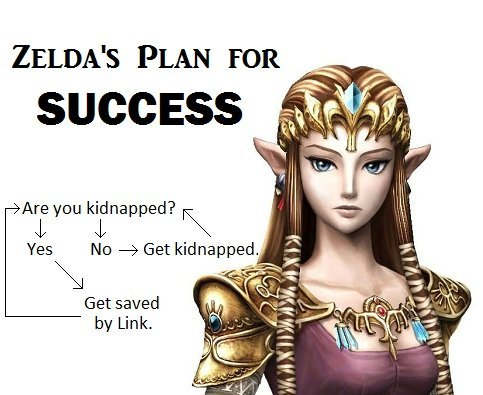 ZELDA'S PLAN FOR
SUCCESS
Are you kidnapped?
Yes No Get kidnapped.
Get saved
by Link.